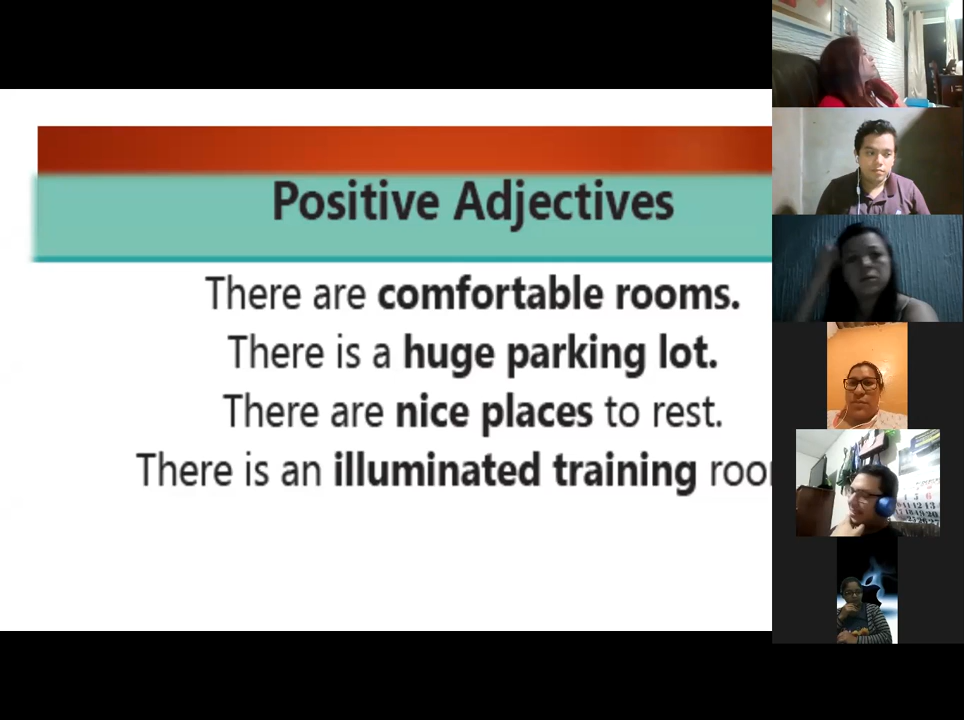 Positive Adjectives
There are comfortable rooms.
There is a huge parking lot.
There are nice places to rest.
There is an illuminated training